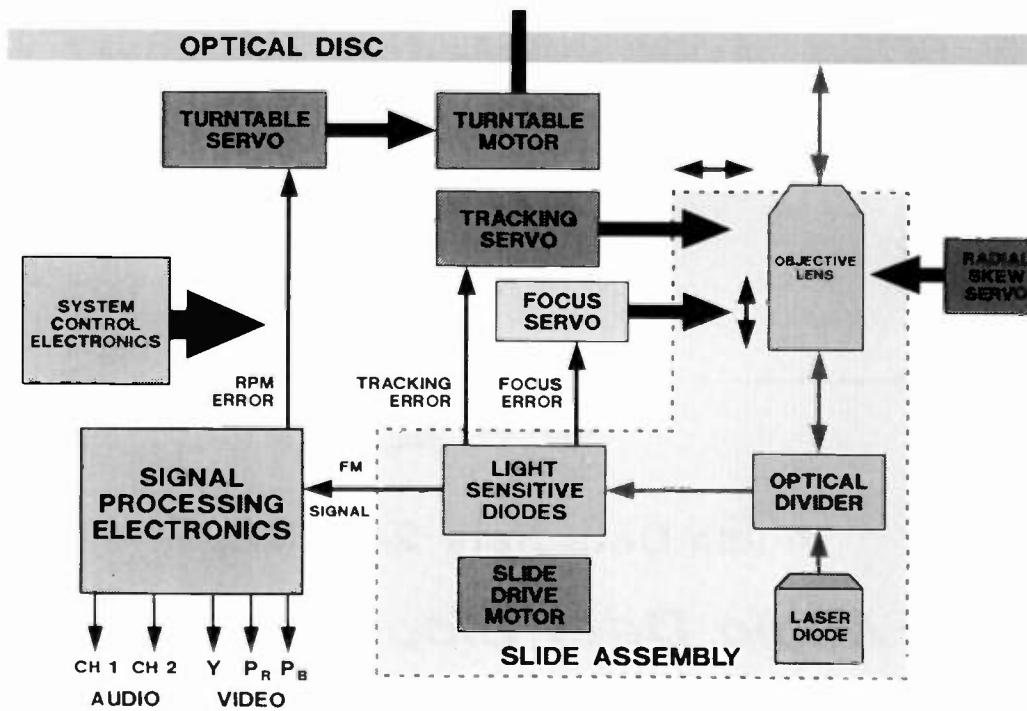 OPTICAL DISC
TURNTABLE
SERVO
TURNTABLE
MOTOR
TRACKING
SERVO
OBJECTIVE
LENS
RADIAL
SKEW
SERVO
SYSTEM
CONTROL
ELECTRONICS
FOCUS
SERVO
RPM
ERROR
TRACKING
ERROR
FOCUS
ERROR
SIGNAL
PROCESSING
ELECTRONICS
FM
SIGNAL
LIGHT
SENSITIVE
DIODES
OPTICAL
DIVIDER
SLIDE
DRIVE
MOTOR
LASER
DIODE
SLIDE ASSEMBLY
CH 1 CH 2 Y PR PB
AUDIO VIDEO